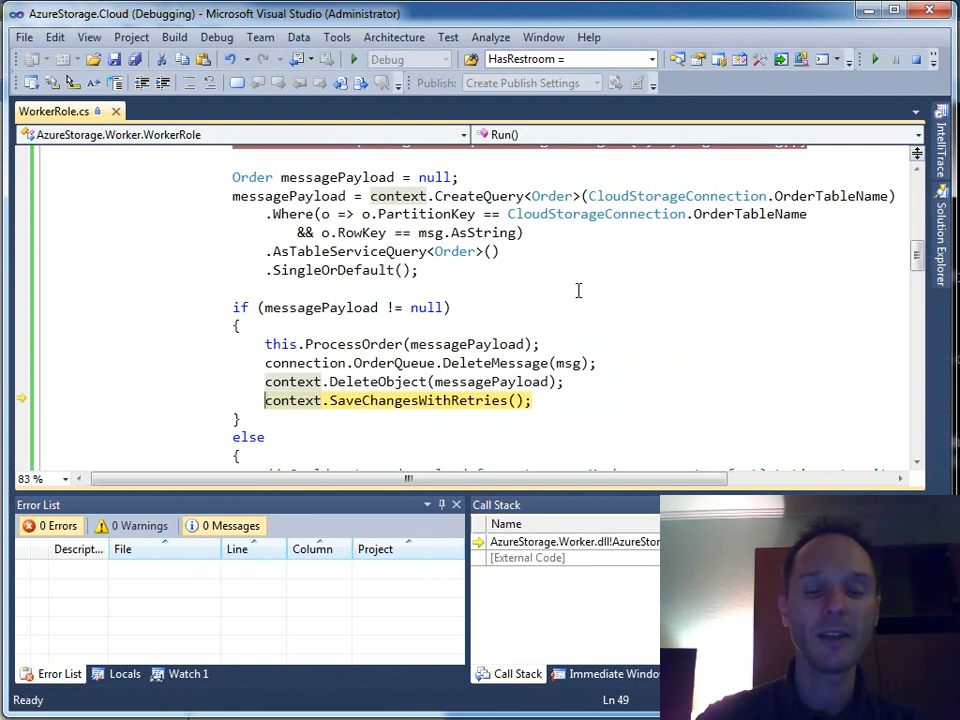 AzureStorage.Cloud (Debugging) - Microsoft Visual Studio (Administrator)
File Edit View Project Build Debug Team Data Tools Architecture Test Analyze Window Help
Debug HasRestroom =
Publish: Create Publish Settings
WorkerRole.cs
AzureStorage.Worker.WorkerRole Run()
Order messagePayload = null;
messagePayload = context.CreateQuery<Order>(CloudStorageConnection.OrderTableName)
.Where(o => o.PartitionKey == CloudStorageConnection.OrderTableName
&& o.RowKey == msg.AsString)
.AsTableServiceQuery<Order>()
.SingleOrDefault();
if (messagePayload != null)
{
this.ProcessOrder(messagePayload);
connection.OrderQueue.DeleteMessage(msg);
context.DeleteObject(messagePayload);
context.SaveChangesWithRetries();
}
else
{
83 %
IntelliTrace
Solution Explorer
Error List
0 Errors 0 Warnings 0 Messages
Descript... File Line Column Project
Call Stack
Name
AzureStorage.Worker.dll!AzureStor
[External Code]
Error List Locals Watch 1
Call Stack Immediate Windo
Ready Ln 49